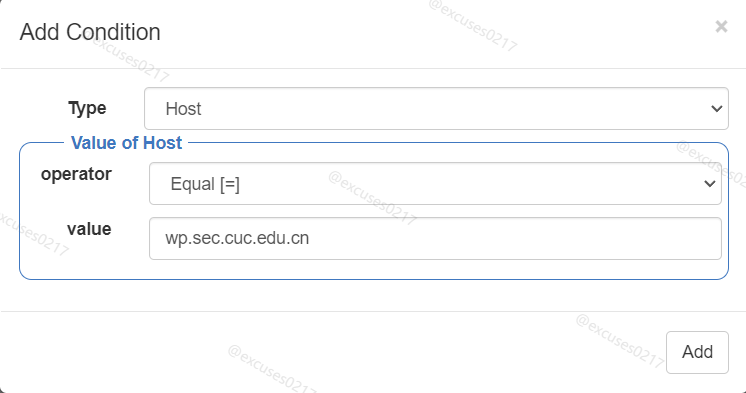 Add Condition
×
Type
Host
Value of Host
operator
Equal [=]
value
wp.sec.cuc.edu.cn
Add
@excuses0217
@excuses0217
@excuses0217
@excuses0217
@excuses0217
@excuses0217